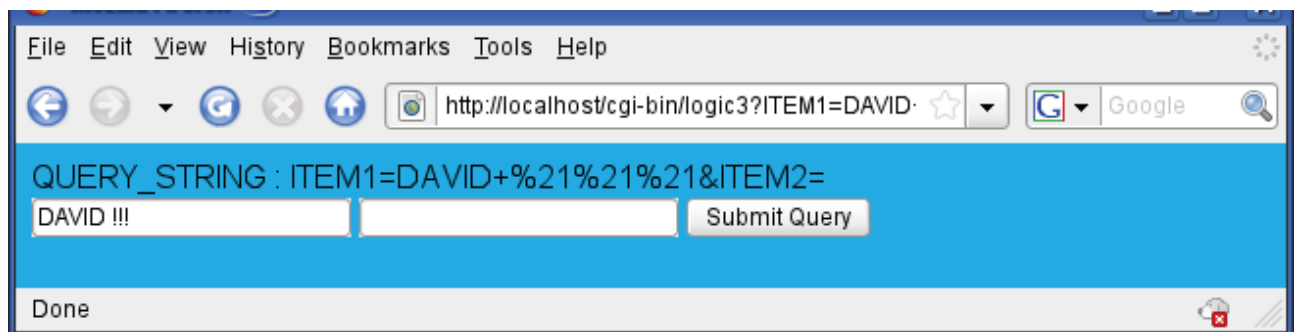 File Edit View History Bookmarks Tools Help
http://localhost/cgi-bin/logic3?ITEM1=DAVID
G Google
QUERY_STRING : ITEM1=DAVID+%21%21%21&ITEM2=
DAVID !!! Submit Query
Done